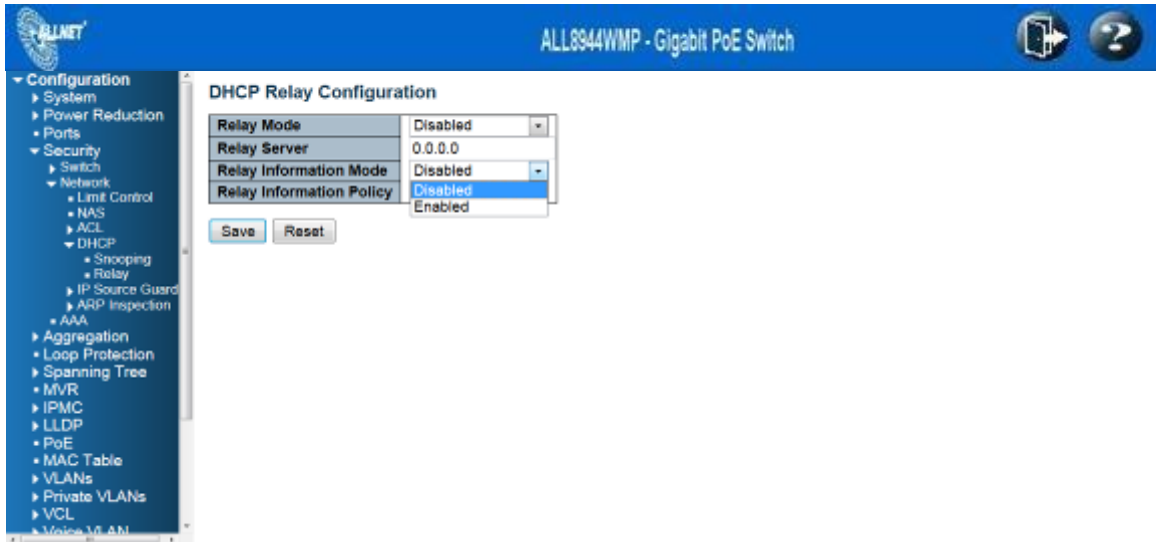 ALLNET
ALL8944WMP - Gigabit PoE Switch
Configuration
System
Power Reduction
Ports
Security
Switch
Network
Limit Control
NAS
ACL
DHCP
Snooping
Relay
IP Source Guard
ARP Inspection
AAA
Aggregation
Loop Protection
Spanning Tree
MVR
IPMC
LLDP
PoE
MAC Table
VLANs
Private VLANs
VCL
Voice VLAN
DHCP Relay Configuration
Relay Mode Disabled
Relay Server 0.0.0.0
Relay Information Mode Disabled
Relay Information Policy Disabled
Enabled
Save Reset